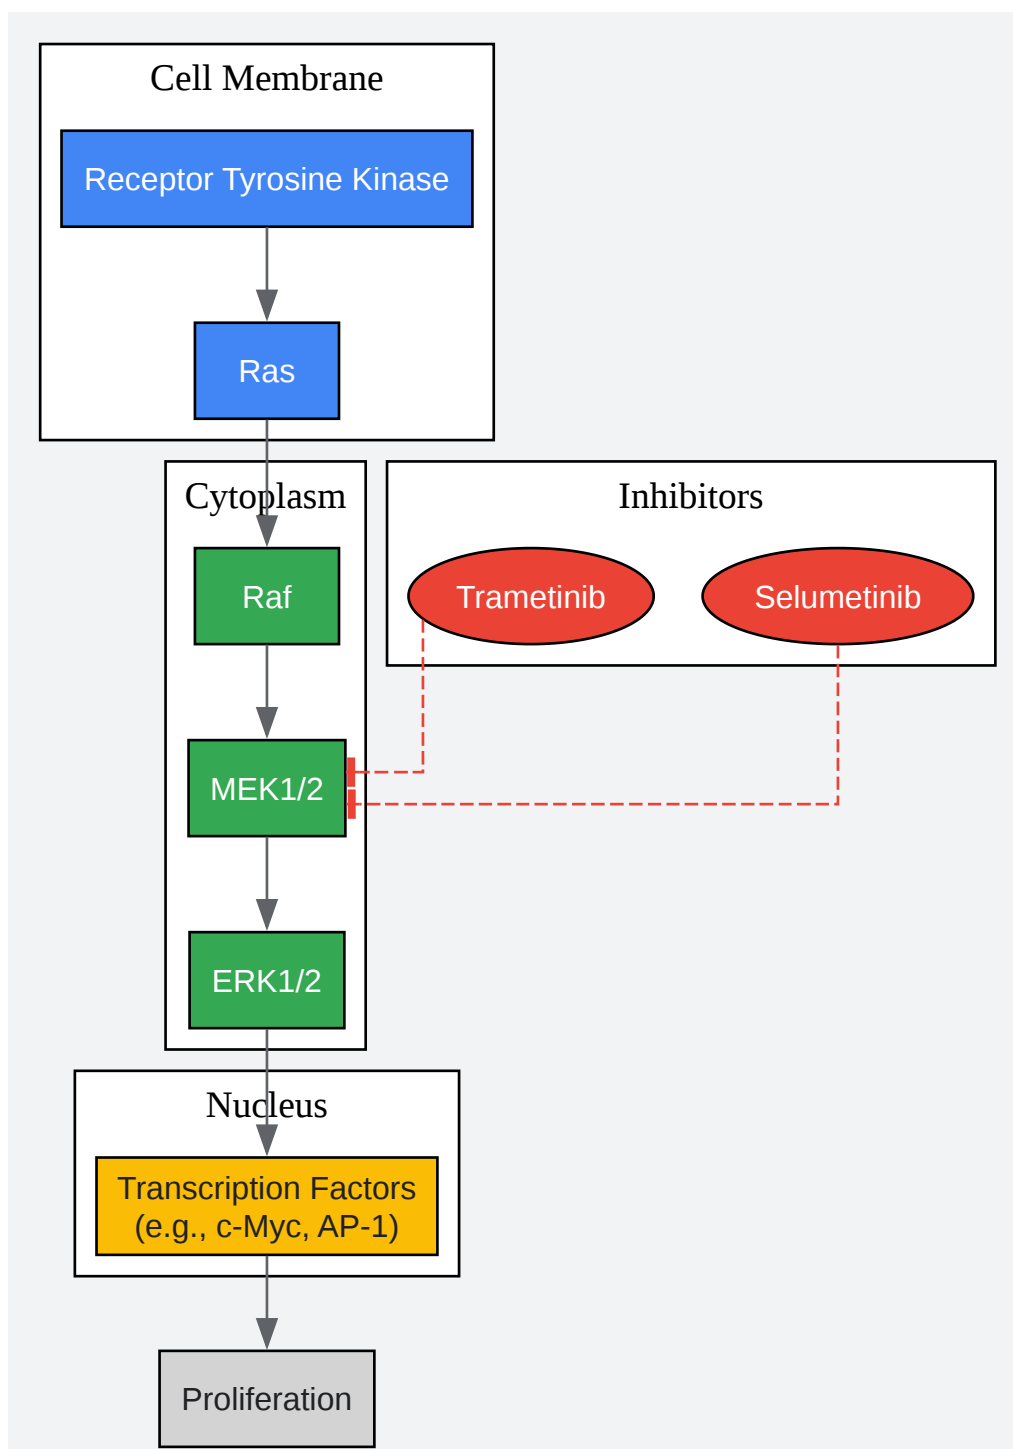 Cell Membrane
Receptor Tyrosine Kinase
Ras
Cytoplasm
Inhibitors
Raf
Trametinib
Selumetinib
MEK1/2
ERK1/2
Nucleus
Transcription Factors
(e.g., c-Myc, AP-1)
Proliferation